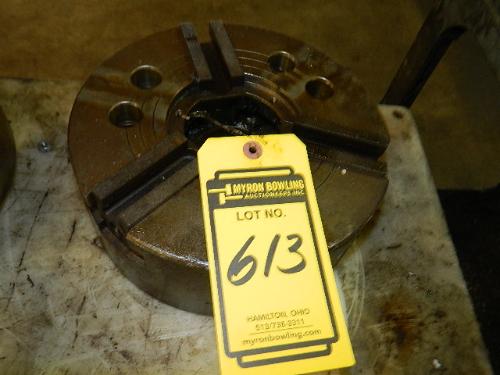 MYRON BOWLING
AUCTIONEERS INC
LOT NO.
613
HAMILTON, OHIO
513/738-3311
myronbowling.com